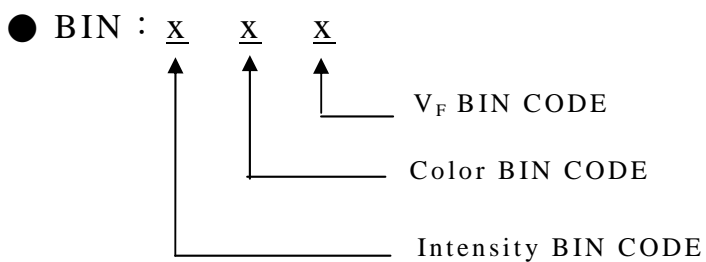 ● BIN : x x x
V_F BIN CODE
Color BIN CODE
Intensity BIN CODE